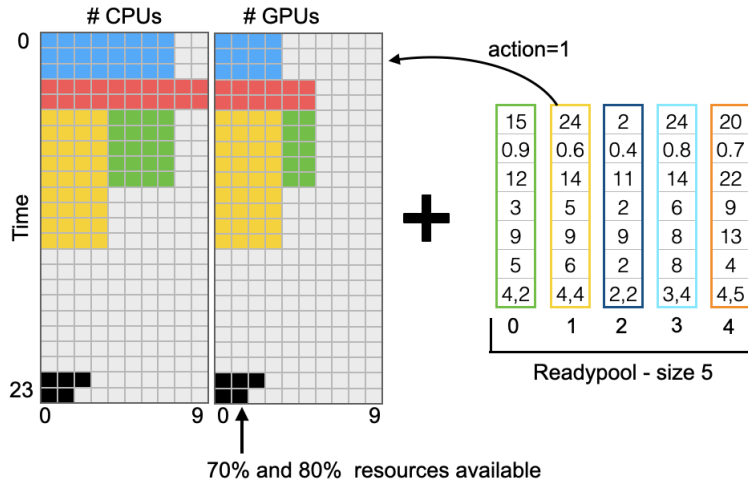 # CPUs # GPUs
0
action=1
15 24 2 24 20
0.9 0.6 0.4 0.8 0.7
12 14 11 14 22
3 5 2 6 9
9 9 9 8 13
5 6 2 8 4
4,2 4,4 2,2 3,4 4,5
0 1 2 3 4
Time
+
Readypool - size 5
23
0 9 0 9
70% and 80% resources available